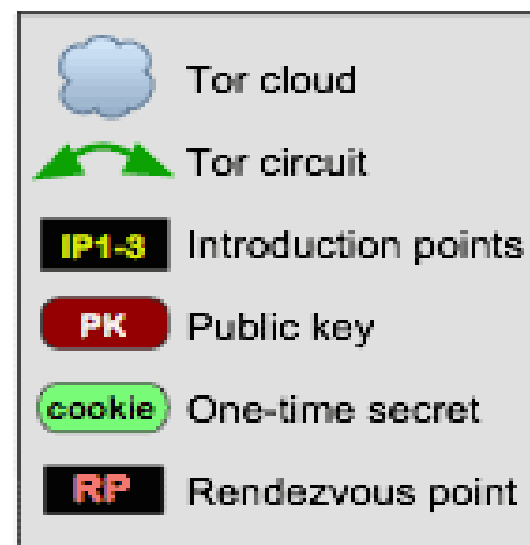 Tor cloud
Tor circuit
IP1-3 Introduction points
PK Public key
cookie One-time secret
RP Rendezvous point